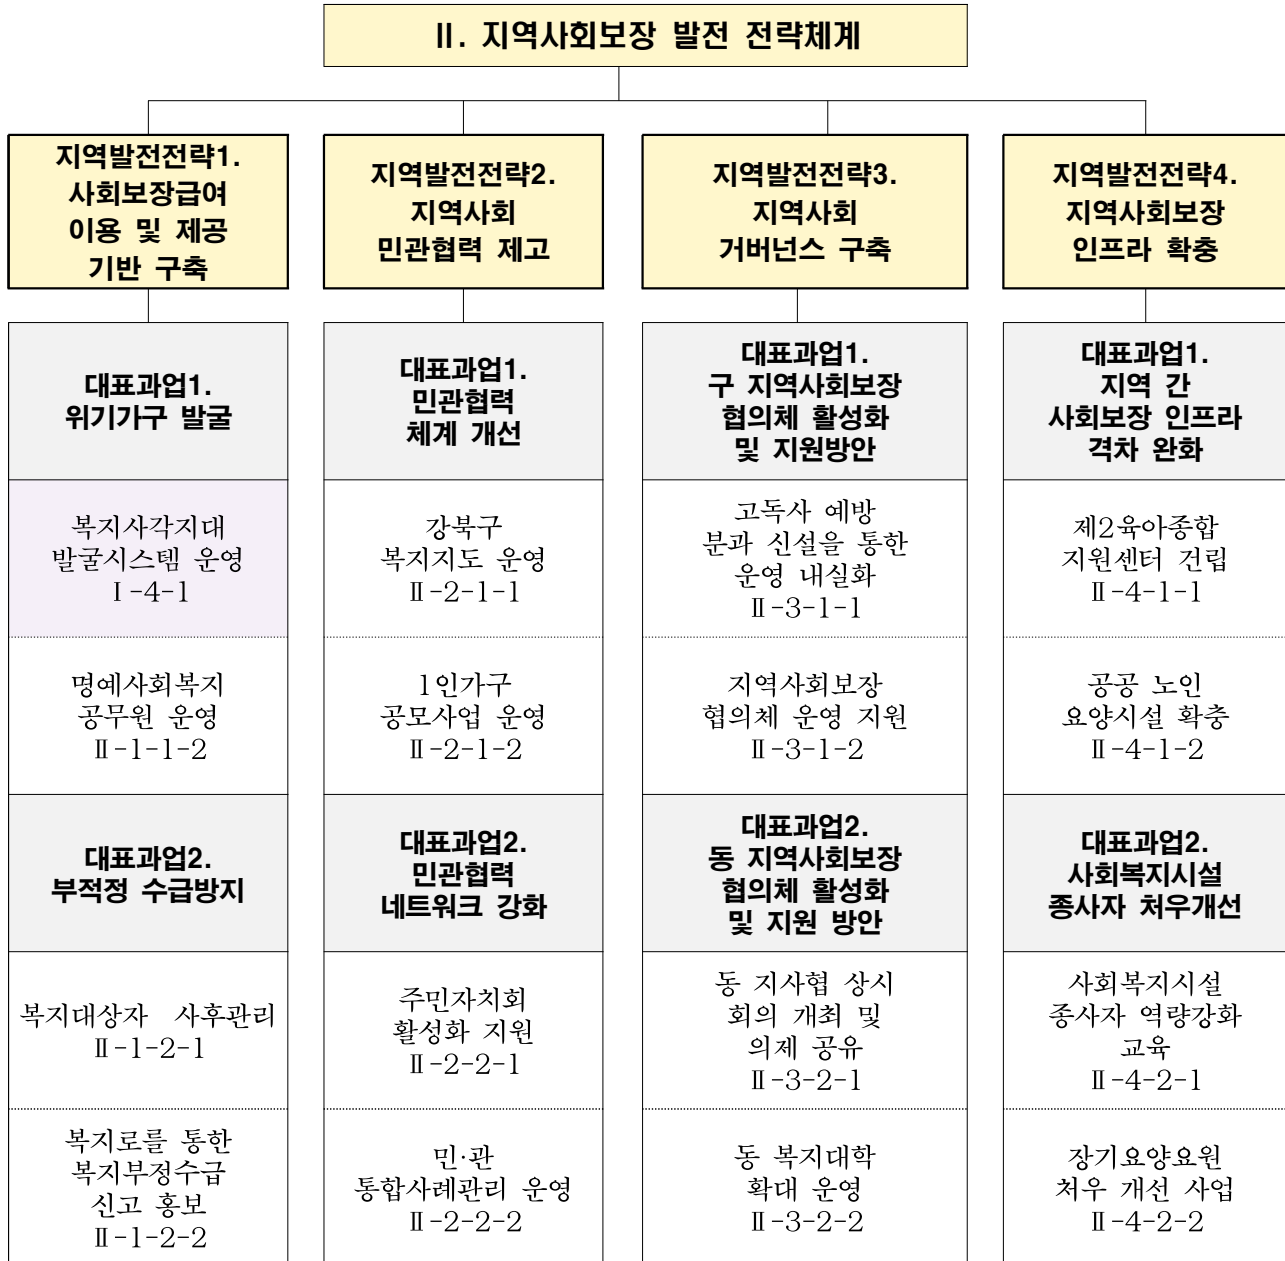 Ⅱ. 지역사회보장 발전 전략체계
지역발전전략1.
사회보장급여
이용 및 제공
기반 구축
대표과업1.
위기가구 발굴
복지사각지대
발굴시스템 운영
Ⅰ-4-1
명예사회복지
공무원 운영
Ⅱ-1-1-2
대표과업2.
부적정 수급방지
복지대상자 사후관리
Ⅱ-1-2-1
복지로를 통한
복지부정수급
신고 홍보
Ⅱ-1-2-2
지역발전전략2.
지역사회
민관협력 제고
대표과업1.
민관협력
체계 개선
강북구
복지지도 운영
Ⅱ-2-1-1
1인가구
공모사업 운영
Ⅱ-2-1-2
대표과업2.
민관협력
네트워크 강화
주민자치회
활성화 지원
Ⅱ-2-2-1
민·관
통합사례관리 운영
Ⅱ-2-2-2
지역발전전략3.
지역사회
거버넌스 구축
대표과업1.
구 지역사회보장
협의체 활성화
및 지원방안
고독사 예방
분과 신설을 통한
운영 내실화
Ⅱ-3-1-1
지역사회보장
협의체 운영 지원
Ⅱ-3-1-2
대표과업2.
동 지역사회보장
협의체 활성화
및 지원 방안
동 지사협 상시
회의 개최 및
의제 공유
Ⅱ-3-2-1
동 복지대학
확대 운영
Ⅱ-3-2-2
지역발전전략4.
지역사회보장
인프라 확충
대표과업1.
지역 간
사회보장 인프라
격차 완화
제2육아종합
지원센터 건립
Ⅱ-4-1-1
공공 노인
요양시설 확충
Ⅱ-4-1-2
대표과업2.
사회복지시설
종사자 처우개선
사회복지시설
종사자 역량강화
교육
Ⅱ-4-2-1
장기요양요원
처우 개선 사업
Ⅱ-4-2-2